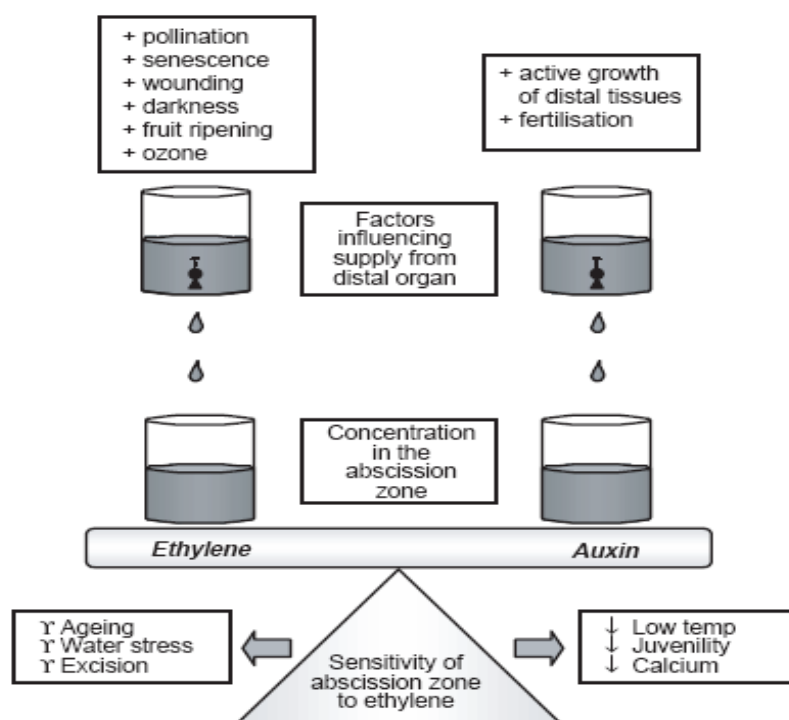 + pollination
+ senescence
+ wounding
+ darkness
+ fruit ripening
+ ozone
+ active growth
of distal tissues
+ fertilisation
Factors
influencing
supply from
distal organ
Concentration
in the
abscission
zone
Ethylene
Auxin
ϒ Ageing
ϒ Water stress
ϒ Excision
Sensitivity of
abscission zone
to ethylene
↓ Low temp
↓ Juvenility
↓ Calcium